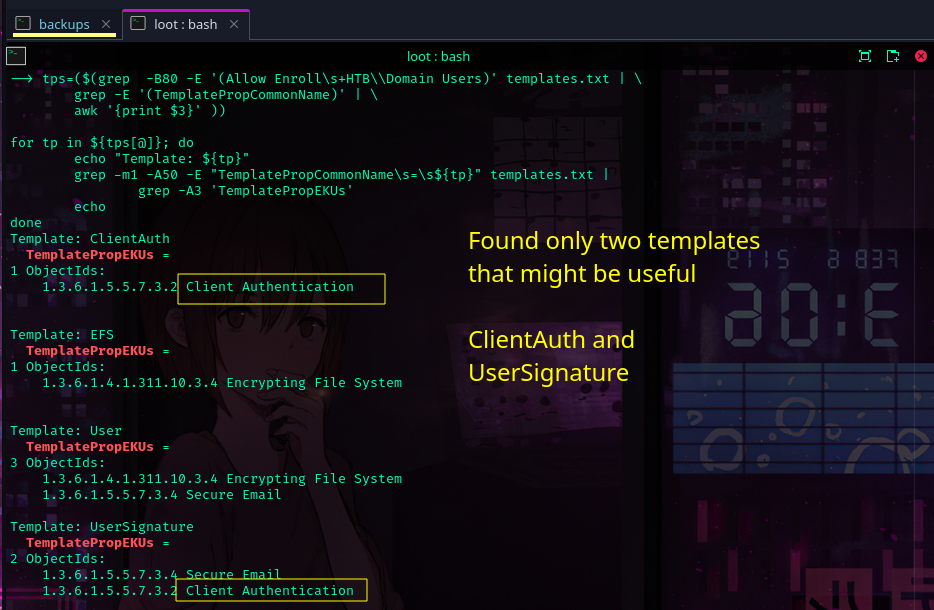 backups
loot : bash
loot : bash
--> tps=($(grep  -B80 -E '(Allow Enroll\s+HTB\\Domain Users)' templates.txt | \
        grep -E '(TemplatePropCommonName)' | \
        awk '{print $3}' ))
for tp in ${tps[@]}; do
        echo "Template: ${tp}"
        grep -m1 -A50 -E "TemplatePropCommonName\s=\s${tp}" templates.txt |
                grep -A3 'TemplatePropEKUs'
        echo
done
Template: ClientAuth
  TemplatePropEKUs =
1 ObjectIds:
    1.3.6.1.5.5.7.3.2 Client Authentication
Template: EFS
  TemplatePropEKUs =
1 ObjectIds:
    1.3.6.1.4.1.311.10.3.4 Encrypting File System
Template: User
  TemplatePropEKUs =
3 ObjectIds:
    1.3.6.1.4.1.311.10.3.4 Encrypting File System
    1.3.6.1.5.5.7.3.4 Secure Email
Template: UserSignature
  TemplatePropEKUs =
2 ObjectIds:
    1.3.6.1.5.5.7.3.4 Secure Email
    1.3.6.1.5.5.7.3.2 Client Authentication
Found only two templates
that might be useful
ClientAuth and
UserSignature